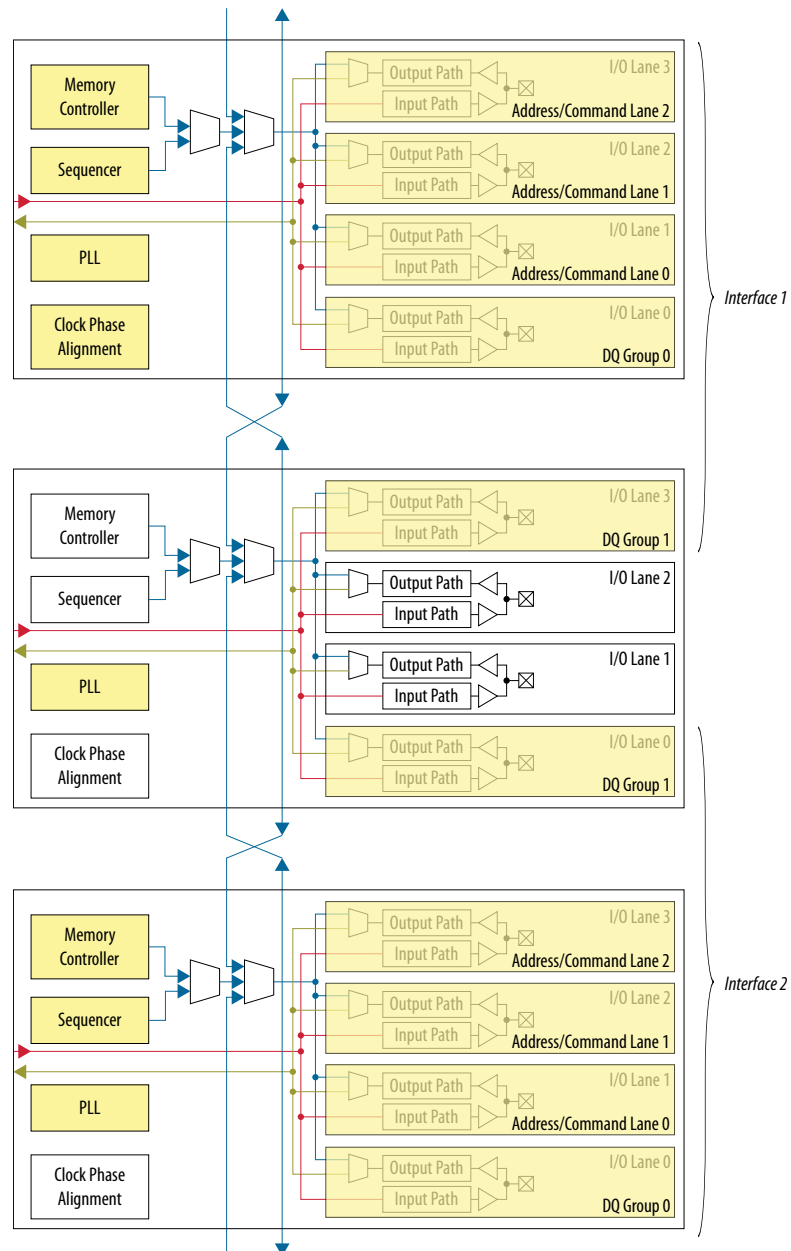 Memory
Controller
Sequencer
PLL
Clock Phase
Alignment
Output Path
I/O Lane 3
Input Path
Address/Command Lane 2
Output Path
I/O Lane 2
Input Path
Address/Command Lane 1
Output Path
I/O Lane 1
Input Path
Address/Command Lane 0
Output Path
I/O Lane 0
Input Path
DQ Group 0
Interface 1
Memory
Controller
Sequencer
PLL
Clock Phase
Alignment
Output Path
I/O Lane 3
Input Path
DQ Group 1
Output Path
I/O Lane 2
Input Path
Output Path
I/O Lane 1
Input Path
Output Path
I/O Lane 0
Input Path
DQ Group 1
Memory
Controller
Sequencer
PLL
Clock Phase
Alignment
Output Path
I/O Lane 3
Input Path
Address/Command Lane 2
Output Path
I/O Lane 2
Input Path
Address/Command Lane 1
Output Path
I/O Lane 1
Input Path
Address/Command Lane 0
Output Path
I/O Lane 0
Input Path
DQ Group 0
Interface 2